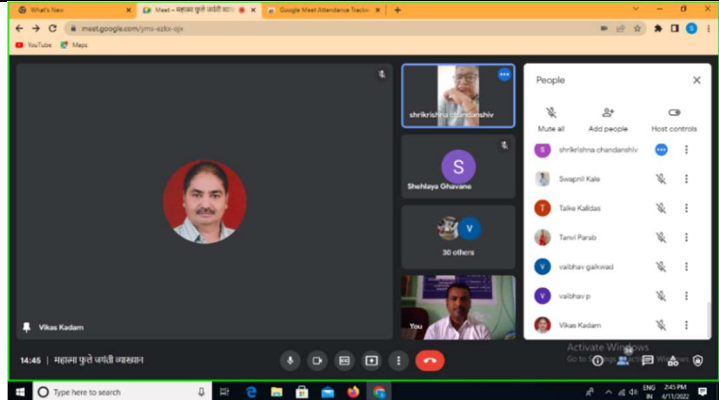 What's New
Meet – महात्मा फुले जयंती व्या
Google Meet Attendance Tracker
meet.google.com/yms-ezkx-ojx
YouTube
Maps
shrikrishna chandanshiv
S
Shehlaya Ghavane
V
30 others
You
Vikas Kadam
People
Mute all
Add people
Host controls
S shrikrishna chandanshiv
Swapnil Kale
T Talke Kalidas
Tanvi Parab
V vaibhav gaikwad
V vaibhav p
Vikas Kadam
14:45 | महात्मा फुले जयंती व्याख्यान
Activate Windows
Type here to search
ENG
IN
2:45 PM
4/11/2022